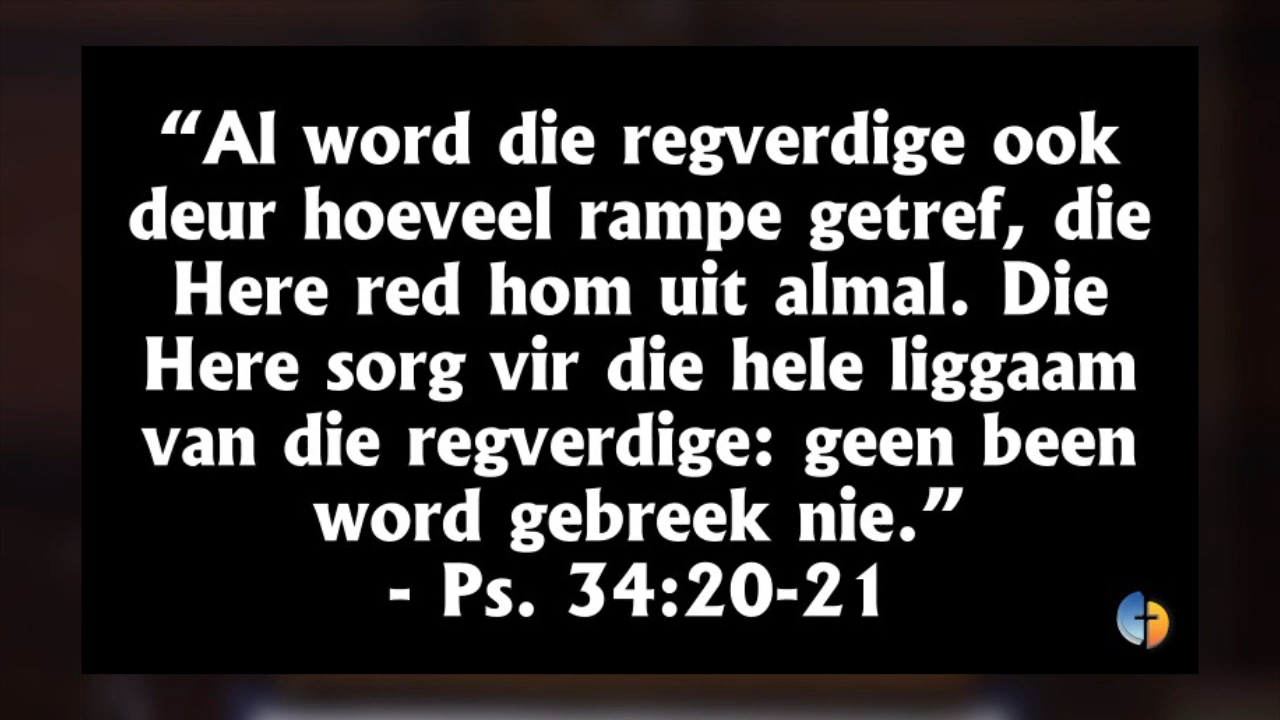 “Al word die regverdige ook
deur hoeveel rampe getref, die
Here red hom uit almal. Die
Here sorg vir die hele liggaam
van die regverdige: geen been
word gebreek nie.”
- Ps. 34:20-21